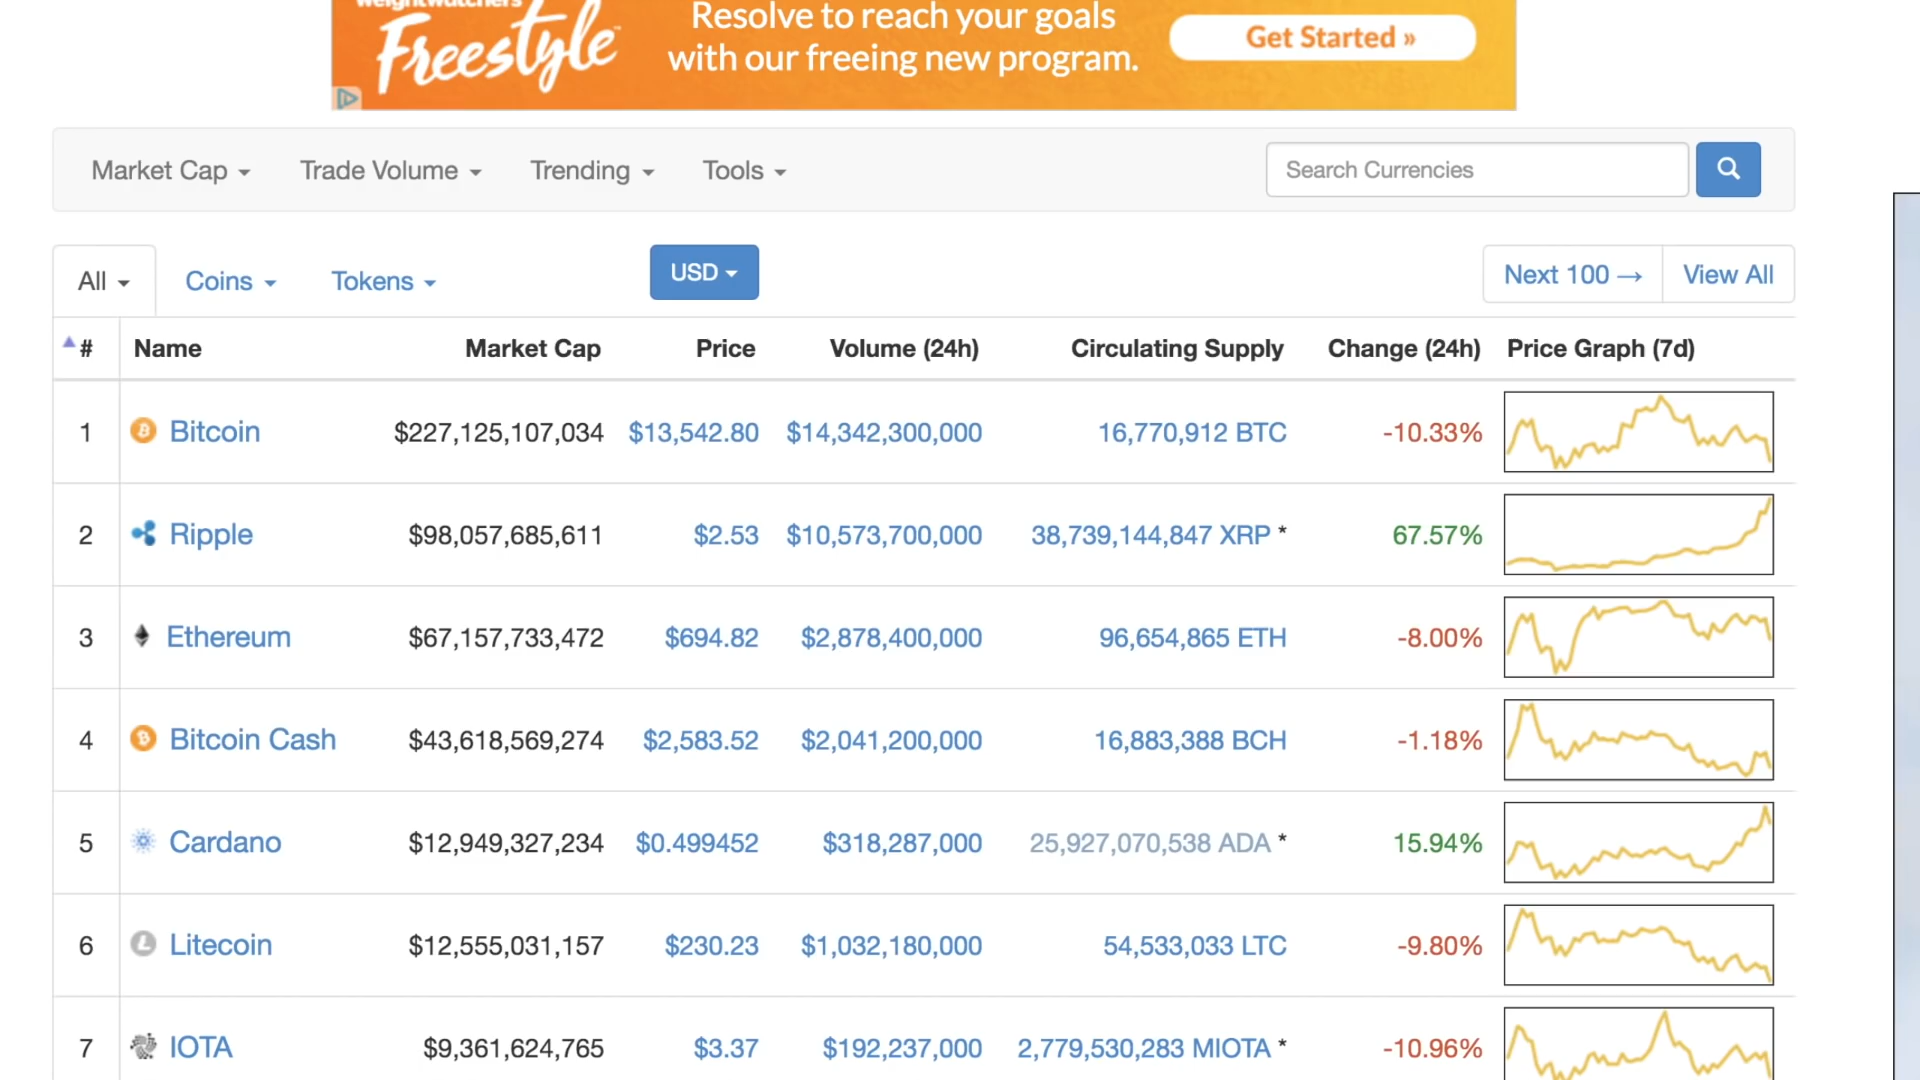 weightwatchers
Freestyle™
Resolve to reach your goals
with our freeing new program.
Get Started »
Market Cap Trade Volume Trending Tools Search Currencies
All Coins Tokens USD Next 100 → View All
# Name Market Cap Price Volume (24h) Circulating Supply Change (24h) Price Graph (7d)
1 Bitcoin $227,125,107,034 $13,542.80 $14,342,300,000 16,770,912 BTC -10.33%
2 Ripple $98,057,685,611 $2.53 $10,573,700,000 38,739,144,847 XRP * 67.57%
3 Ethereum $67,157,733,472 $694.82 $2,878,400,000 96,654,865 ETH -8.00%
4 Bitcoin Cash $43,618,569,274 $2,583.52 $2,041,200,000 16,883,388 BCH -1.18%
5 Cardano $12,949,327,234 $0.499452 $318,287,000 25,927,070,538 ADA * 15.94%
6 Litecoin $12,555,031,157 $230.23 $1,032,180,000 54,533,033 LTC -9.80%
7 IOTA $9,361,624,765 $3.37 $192,237,000 2,779,530,283 MIOTA * -10.96%